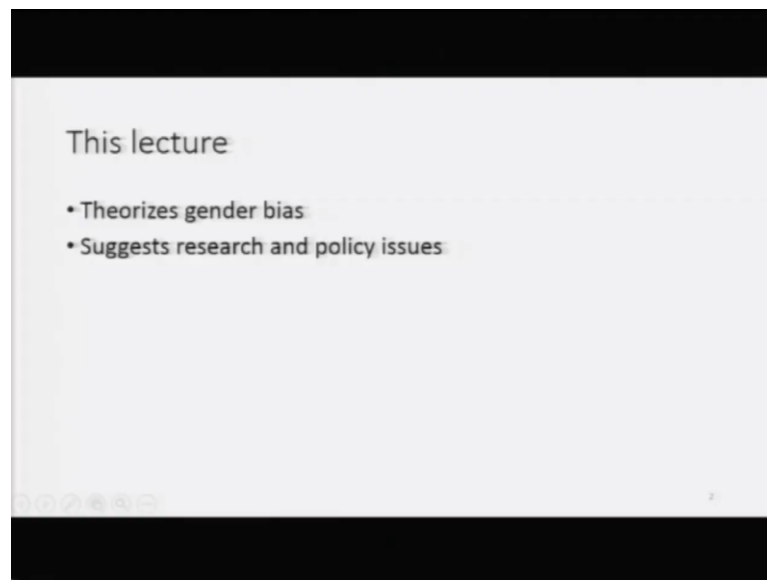 This lecture
• Theorizes gender bias
• Suggests research and policy issues
2